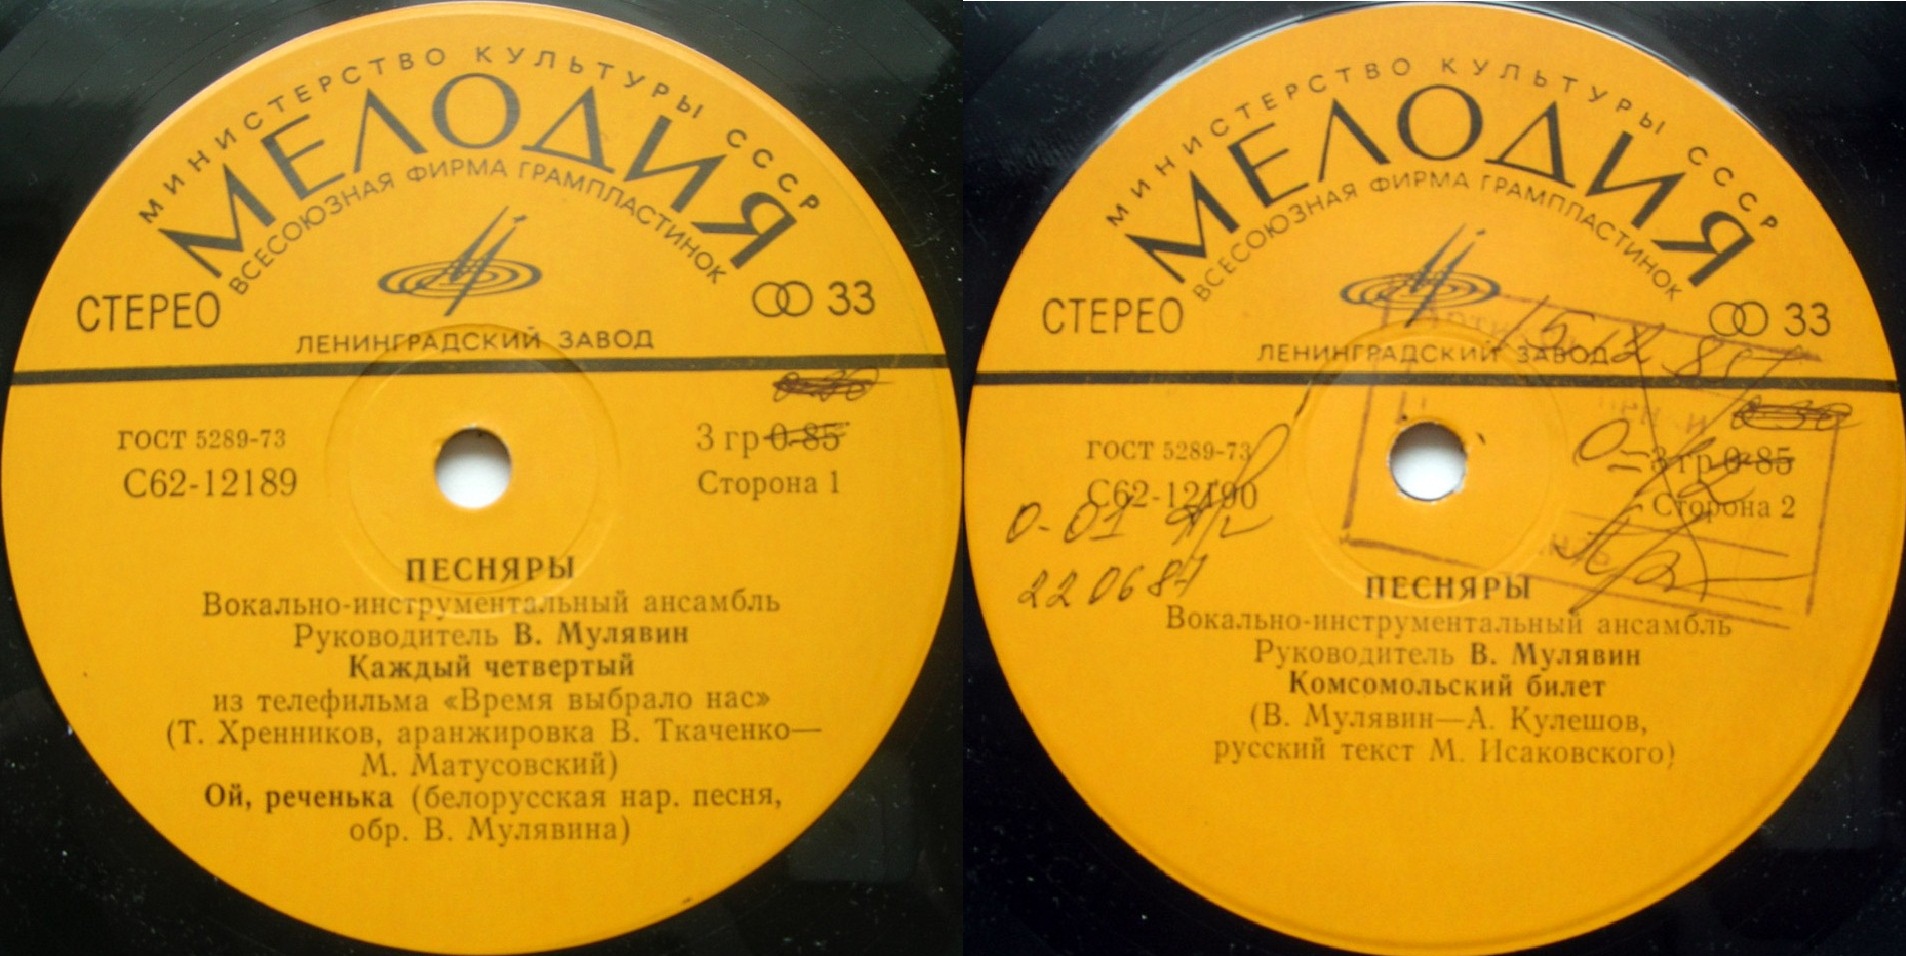 МИНИСТЕРСТВО КУЛЬТУРЫ СССР
МЕЛОДИЯ
ВСЕСОЮЗНАЯ ФИРМА ГРАМПЛАСТИНОК
СТЕРЕО
33
ЛЕНИНГРАДСКИЙ ЗАВОД
ГОСТ 5289-73
3 гр 0-85
С62-12189
Сторона 1
ПЕСНЯРЫ
Вокально-инструментальный ансамбль
Руководитель В. Мулявин
Каждый четвертый
из телефильма «Время выбрало нас»
(Т. Хренников, аранжировка В. Ткаченко—
М. Матусовский)
Ой, реченька (белорусская нар. песня,
обр. В. Мулявина)
МИНИСТЕРСТВО КУЛЬТУРЫ СССР
МЕЛОДИЯ
ВСЕСОЮЗНАЯ ФИРМА ГРАМПЛАСТИНОК
СТЕРЕО
33
ЛЕНИНГРАДСКИЙ ЗАВОД
ГОСТ 5289-73
3 гр 0-85
С62-12190
Сторона 2
0-01
220687
ПЕСНЯРЫ
Вокально-инструментальный ансамбль
Руководитель В. Мулявин
Комсомольский билет
(В. Мулявин—А. Кулешов,
русский текст М. Исаковского)